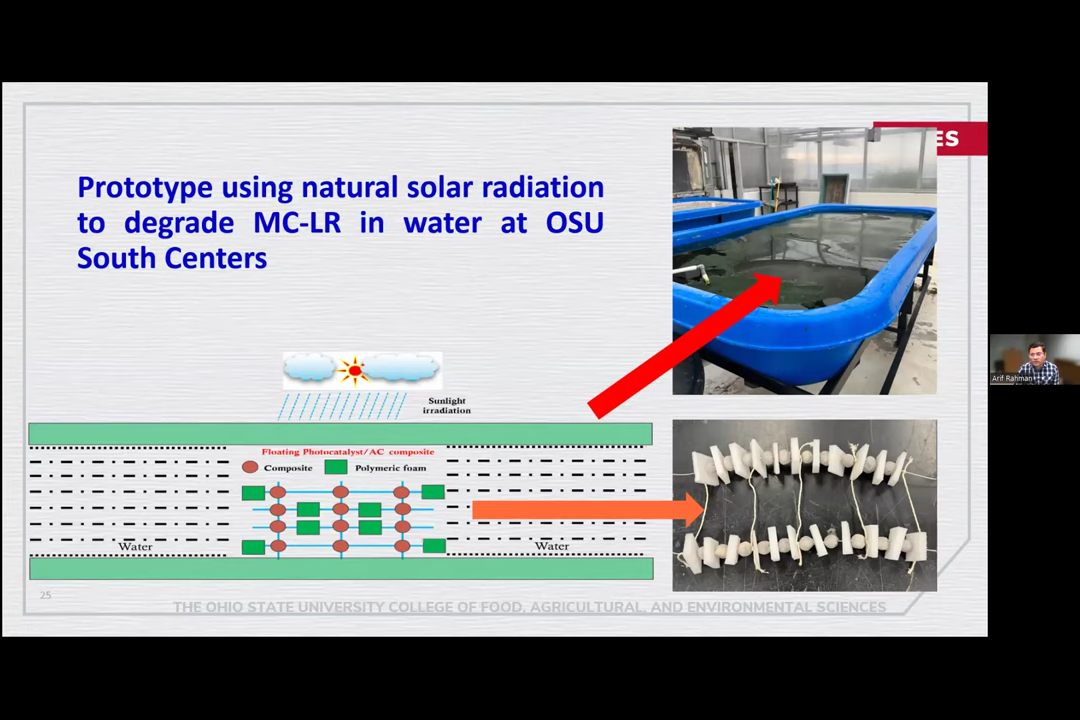 ES
Prototype using natural solar radiation
to degrade MC-LR in water at OSU
South Centers
Sunlight
irradiation
Floating Photocatalyst/AC composite
Composite
Polymeric foam
Water
Water
25
THE OHIO STATE UNIVERSITY COLLEGE OF FOOD, AGRICULTURAL, AND ENVIRONMENTAL SCIENCES
Arif Rahman